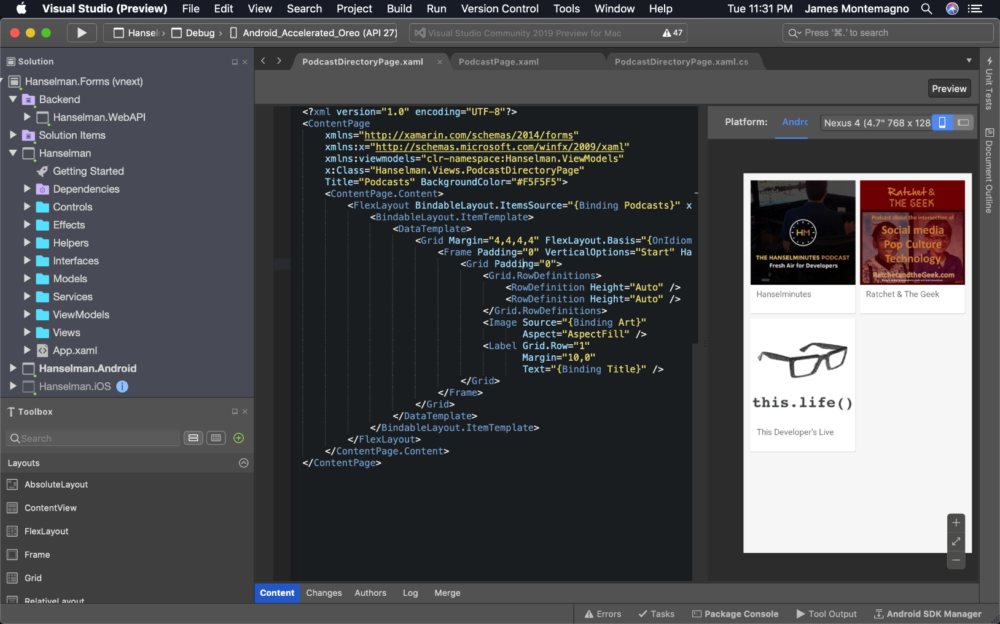 Visual Studio (Preview) File Edit View Search Project Build Run Version Control Tools Window Help Tue 11:31 PM James Montemagno
Hansel › Debug › Android_Accelerated_Oreo (API 27)
Visual Studio Community 2019 Preview for Mac 47
Press ‘⌘.’ to search
Solution
Hanselman.Forms (vnext)
Backend
Hanselman.WebAPI
Solution Items
Hanselman
Getting Started
Dependencies
Controls
Effects
Helpers
Interfaces
Models
Services
ViewModels
Views
App.xaml
Hanselman.Android
Hanselman.iOS
Toolbox
Search
Layouts
AbsoluteLayout
ContentView
FlexLayout
Frame
Grid
RelativeLayout
PodcastDirectoryPage.xaml PodcastPage.xaml PodcastDirectoryPage.xaml.cs
Preview
<?xml version="1.0" encoding="UTF-8"?>
<ContentPage
xmlns="http://xamarin.com/schemas/2014/forms"
xmlns:x="http://schemas.microsoft.com/winfx/2009/xaml"
xmlns:viewmodels="clr-namespace:Hanselman.ViewModels"
x:Class="Hanselman.Views.PodcastDirectoryPage"
Title="Podcasts" BackgroundColor="#F5F5F5">
<ContentPage.Content>
<FlexLayout BindableLayout.ItemsSource="{Binding Podcasts}" x
<BindableLayout.ItemTemplate>
<DataTemplate>
<Grid Margin="4,4,4,4" FlexLayout.Basis="{OnIdiom
<Frame Padding="0" VerticalOptions="Start" Ha
<Grid Padding="0">
<Grid.RowDefinitions>
<RowDefinition Height="Auto" />
<RowDefinition Height="Auto" />
</Grid.RowDefinitions>
<Image Source="{Binding Art}"
Aspect="AspectFill" />
<Label Grid.Row="1"
Margin="10,0"
Text="{Binding Title}" />
</Grid>
</Frame>
</Grid>
</DataTemplate>
</BindableLayout.ItemTemplate>
</FlexLayout>
</ContentPage.Content>
</ContentPage>
Platform: Andro Nexus 4 (4.7" 768 x 128
HM
THE HANSELMINUTES PODCAST
Fresh Air for Developers
Hanselminutes
Ratchet &
THE GEEK
Podcast about the intersection of
Social media
Pop Culture
Technology
RatchetandtheGeek.com
Ratchet & The Geek
this.life()
This Developer's Live
Unit Tests
Document Outline
Content Changes Authors Log Merge
Errors Tasks Package Console Tool Output Android SDK Manager